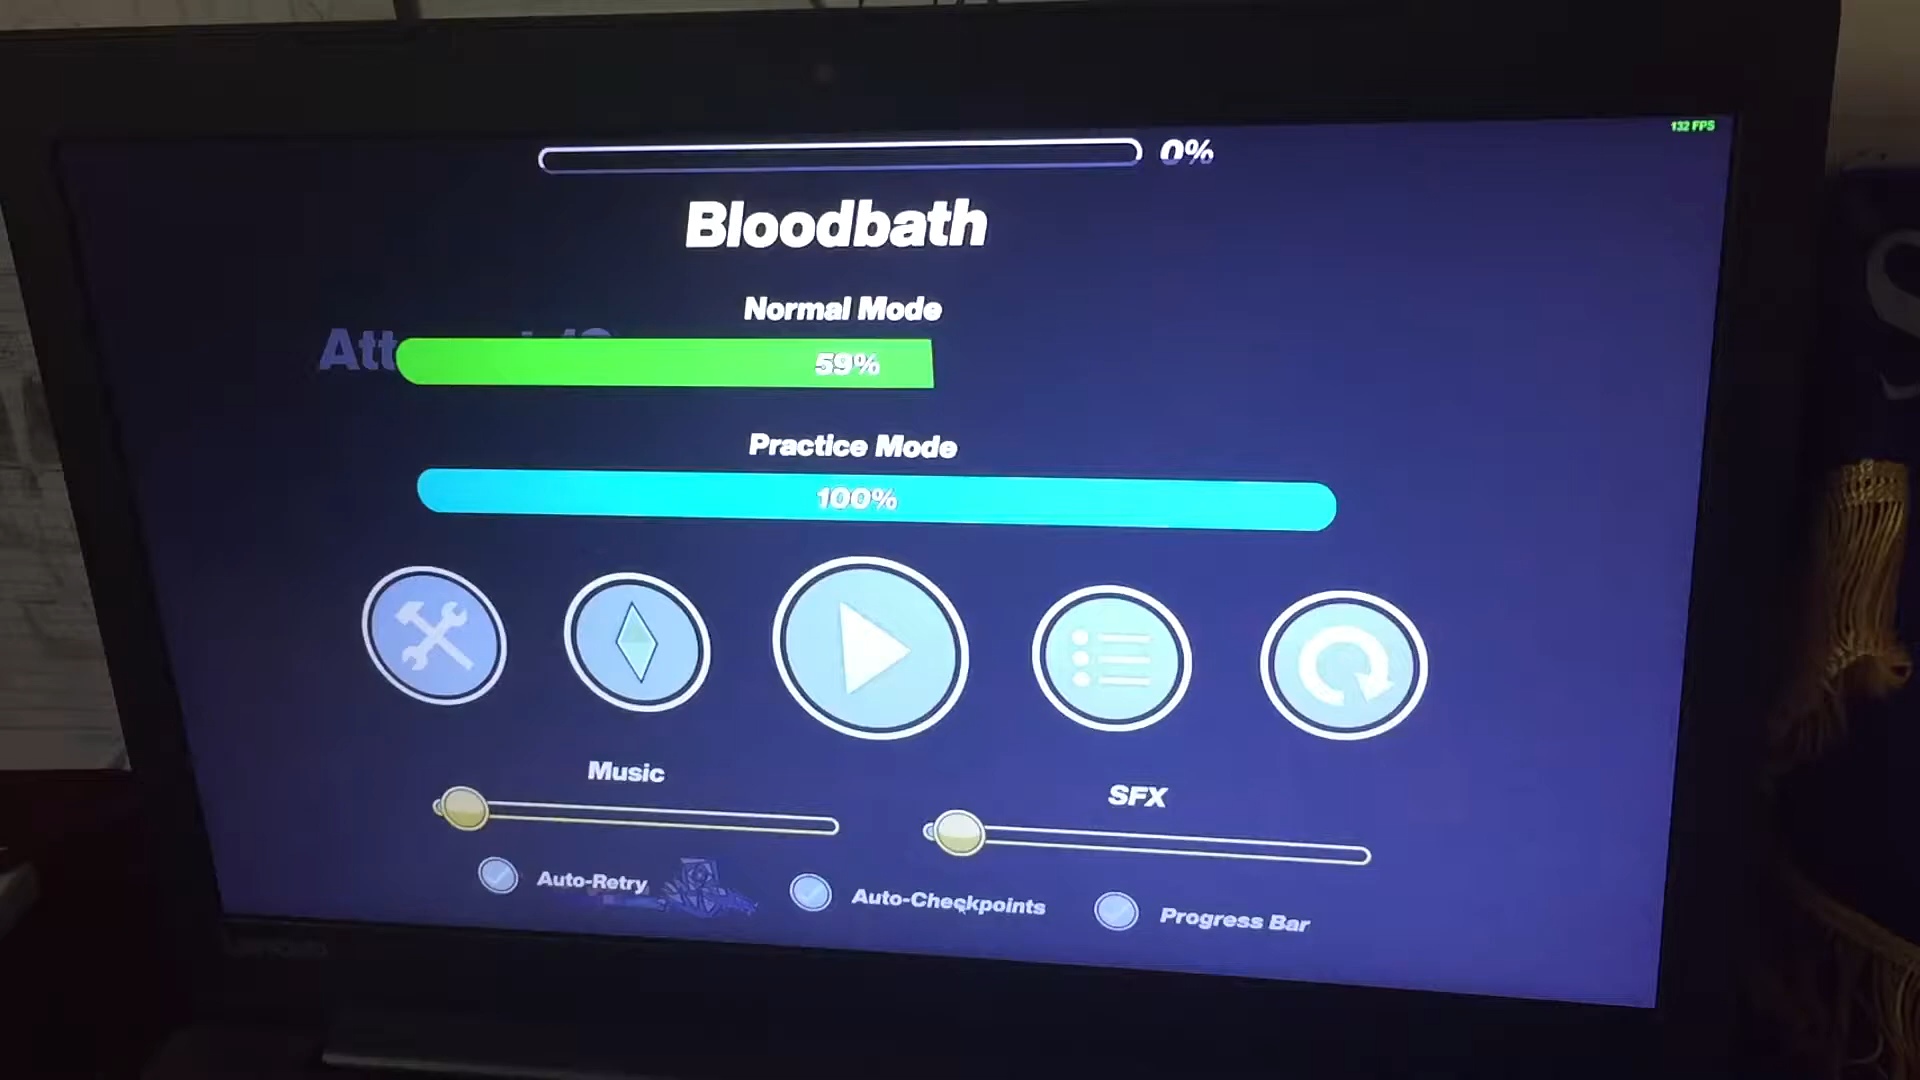 132 FPS
0%
Bloodbath
Normal Mode
59%
Practice Mode
100%
Music
SFX
Auto-Retry
Auto-Checkpoints
Progress Bar